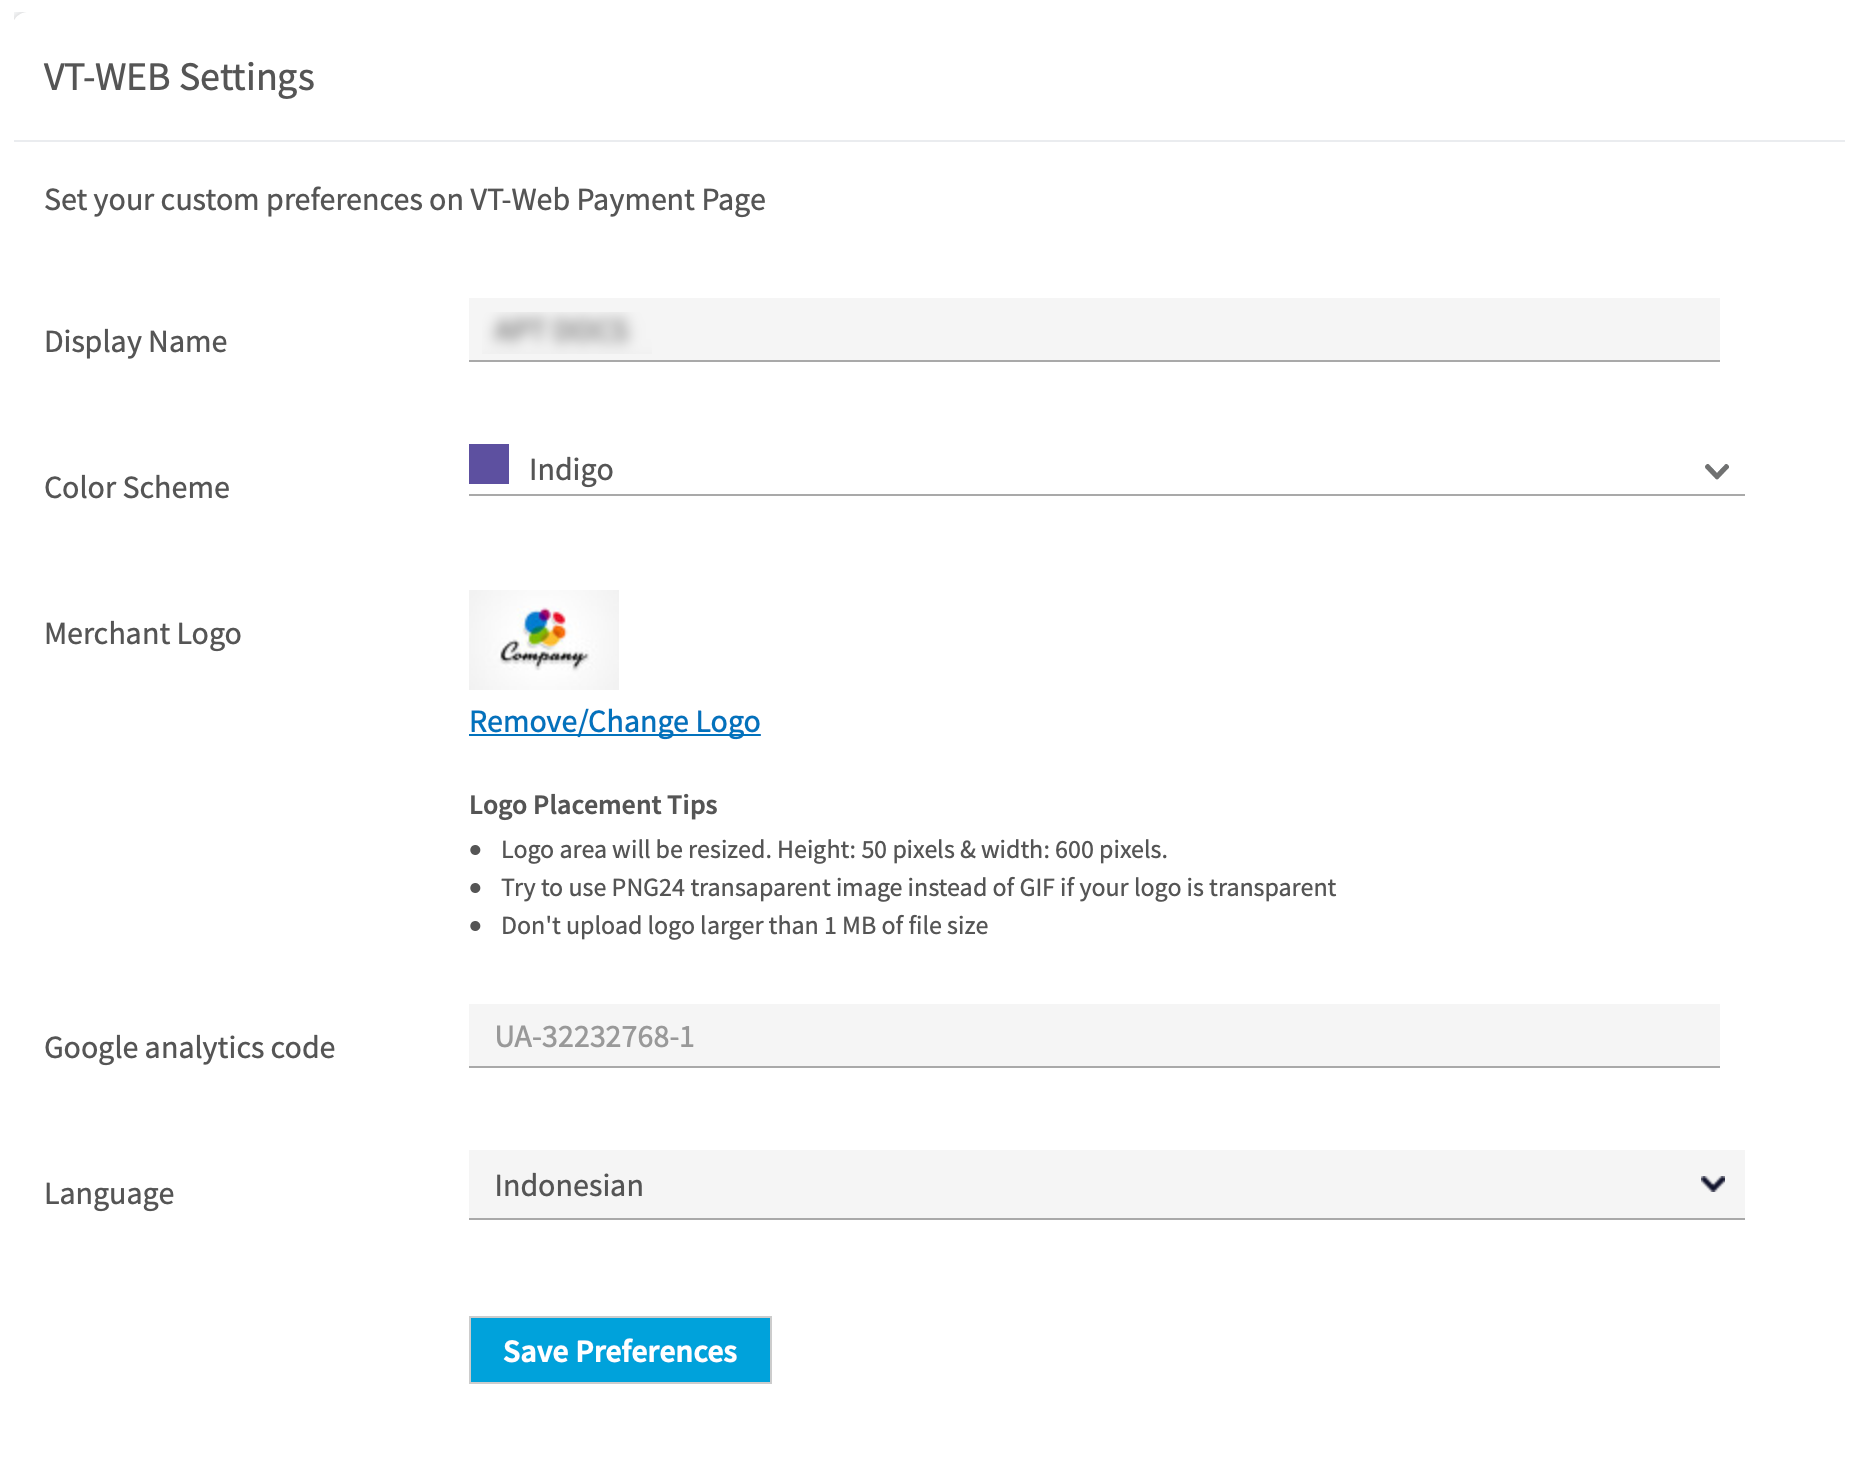 VT-WEB Settings
Set your custom preferences on VT-Web Payment Page
Display Name
Color Scheme
Indigo
Merchant Logo
Company
Remove/Change Logo
Logo Placement Tips
Logo area will be resized. Height: 50 pixels & width: 600 pixels.
Try to use PNG24 transaparent image instead of GIF if your logo is transparent
Don't upload logo larger than 1 MB of file size
Google analytics code
UA-32232768-1
Language
Indonesian
Save Preferences